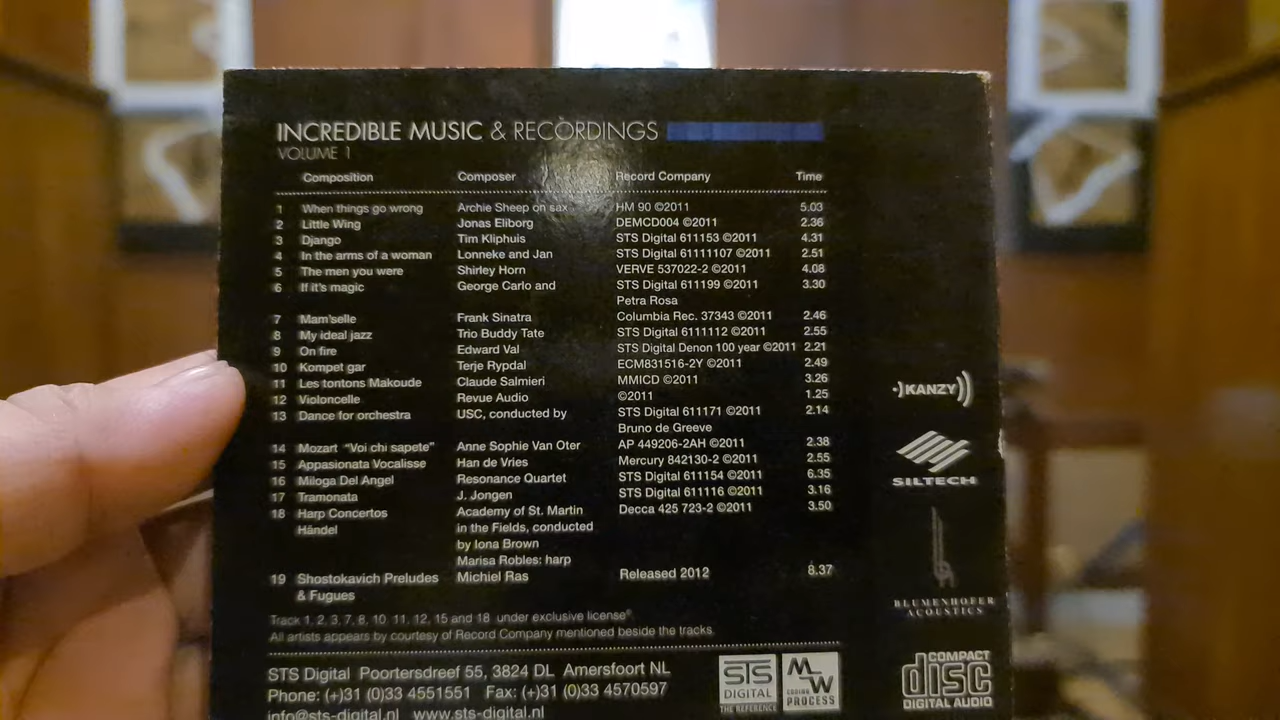 INCREDIBLE MUSIC & RECORDINGS
VOLUME 1
Composition Composer Record Company Time
1 When things go wrong Archie Sheep on sax HM 90 ©2011 5.03
2 Little Wing Jonas Eliborg DEMCD004 ©2011 2.36
3 Django Tim Kliphuis STS Digital 611153 ©2011 4.31
4 In the arms of a woman Lonneke and Jan STS Digital 61111107 ©2011 2.51
5 The men you were Shirley Horn VERVE 537022-2 ©2011 4.08
6 If it's magic George Carlo and STS Digital 611199 ©2011 3.30
Petra Rosa
7 Mam'selle Frank Sinatra Columbia Rec. 37343 ©2011 2.46
8 My ideal jazz Trio Buddy Tate STS Digital 6111112 ©2011 2.55
9 On fire Edward Val STS Digital Denon 100 year ©2011 2.21
10 Kompet gar Terje Rypdal ECM831516-2Y ©2011 2.49
11 Les tontons Makoude Claude Salmieri MMICD ©2011 3.26
12 Violoncelle Revue Audio ©2011 1.25
13 Dance for orchestra USC, conducted by STS Digital 611171 ©2011 2.14
Bruno de Greeve
14 Mozart "Voi chi sapete" Anne Sophie Van Oter AP 449206-2AH ©2011 2.38
15 Appasionata Vocalisse Han de Vries Mercury 842130-2 ©2011 2.55
16 Miloga Del Angel Resonance Quartet STS Digital 611154 ©2011 6.35
17 Tramonata J. Jongen STS Digital 611116 ©2011 3.16
18 Harp Concertos Academy of St. Martin Decca 425 723-2 ©2011 3.50
Händel in the Fields, conducted
by Iona Brown
Marisa Robles: harp
19 Shostokavich Preludes Michiel Ras Released 2012 8.37
& Fugues
Track 1, 2, 3, 7, 8, 10, 11, 12, 15 and 18 under exclusive license®.
All artists appears by courtesy of Record Company mentioned beside the tracks.
STS Digital Poortersdreef 55, 3824 DL Amersfoort NL
Phone: (+)31 (0)33 4551551 Fax: (+)31 (0)33 4570597
info@sts-digital.nl www.sts-digital.nl
STS
DIGITAL
THE REFERENCE
MW
CODING
PROCESS
KANZY
SILTECH
BLUMENHOFER
ACOUSTICS
COMPACT
disc
DIGITAL AUDIO